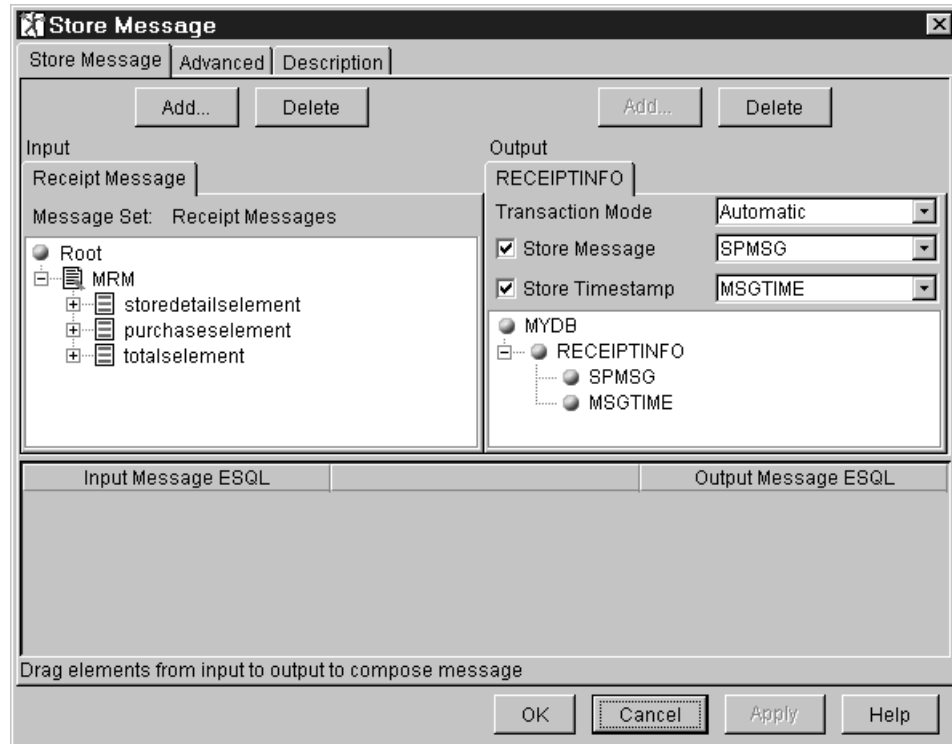 Store Message
Store Message Advanced Description
Add... Delete Add... Delete
Input Output
Receipt Message RECEIPTINFO
Message Set: Receipt Messages
Transaction Mode Automatic
Store Message SPMSG
Store Timestamp MSGTIME
Root
MRM
storedetailselement
purchaseselement
totalselement
MYDB
RECEIPTINFO
SPMSG
MSGTIME
Input Message ESQL Output Message ESQL
Drag elements from input to output to compose message
OK Cancel Apply Help